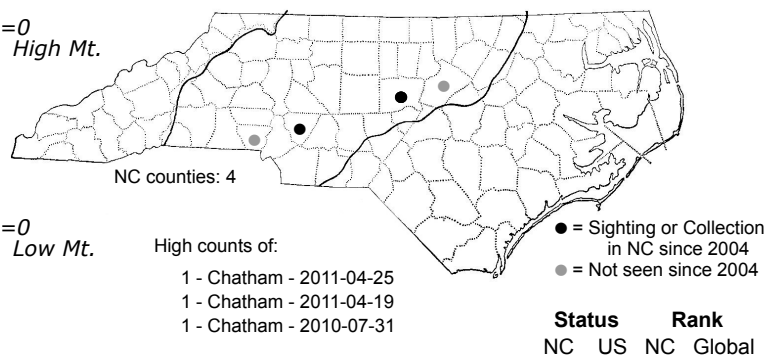 =0
High Mt.
NC counties: 4
=0
Low Mt.
High counts of:
1 - Chatham - 2011-04-25
1 - Chatham - 2011-04-19
1 - Chatham - 2010-07-31
● = Sighting or Collection
in NC since 2004
● = Not seen since 2004
Status Rank
NC US NC Global